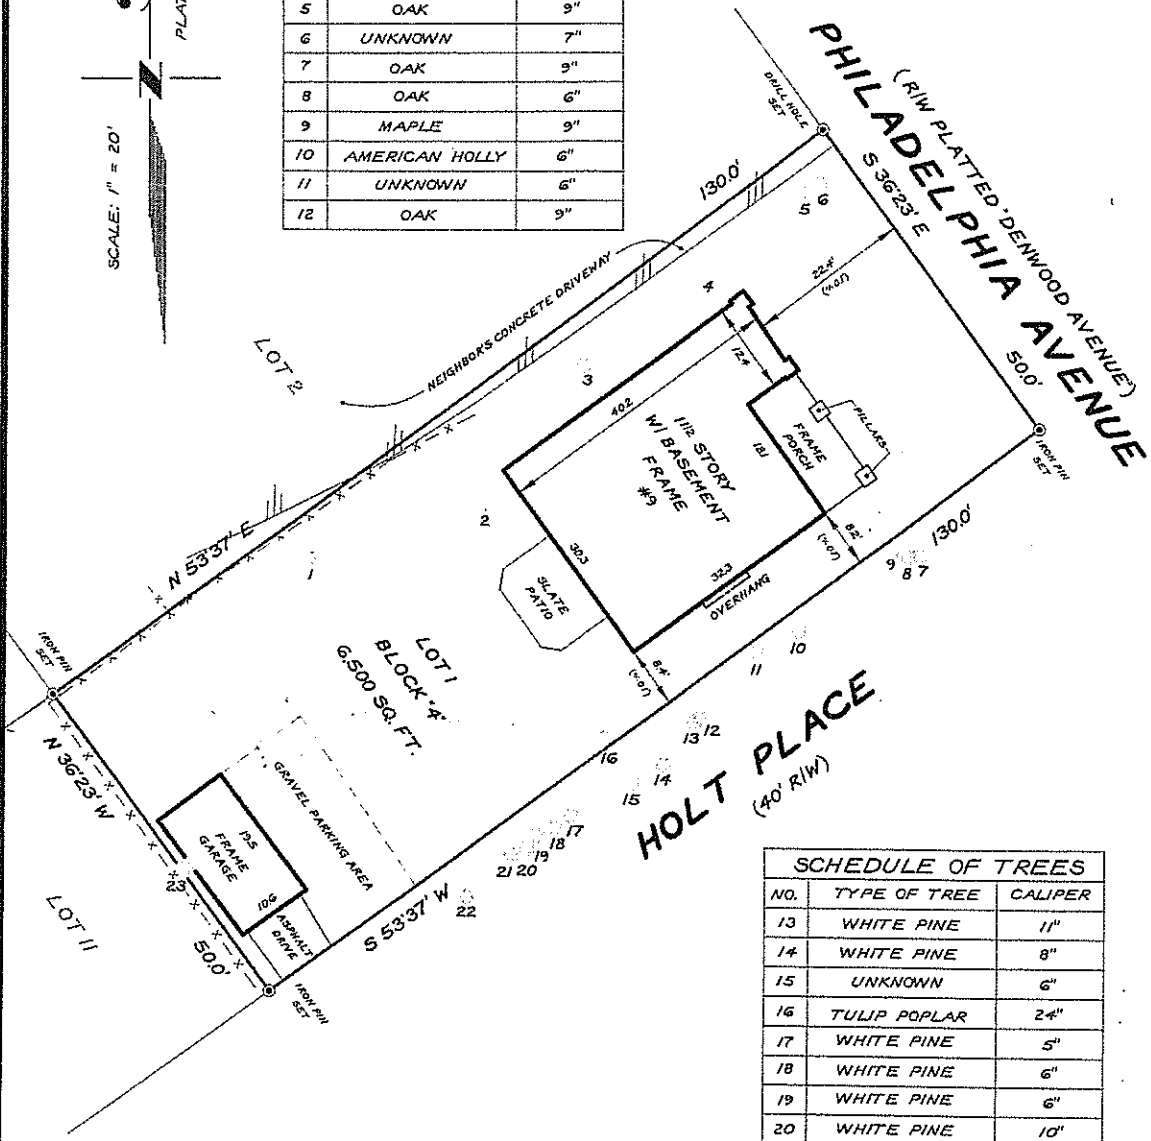 PLAT
SCALE: 1" = 20'
5 OAK 9"
6 UNKNOWN 7"
7 OAK 9"
8 OAK 6"
9 MAPLE 9"
10 AMERICAN HOLLY 6"
11 UNKNOWN 6"
12 OAK 9"
DRILL HOLE
SET
PHILADELPHIA AVENUE
(R/W PLATTED "DENWOOD AVENUE")
S 36°23' E
50.0'
IRON PIN
SET
130.0'
5 6
22.4'
(±0.1')
NEIGHBOR'S CONCRETE DRIVEWAY
LOT 2
4
3
2
1
12.4
40.2
1 1/2 STORY
W/ BASEMENT
FRAME
#9
18.1
FRAME
PORCH
PILLARS
30.3
32.3
OVERHANG
8.2'
(±0.1')
8.4'
(±0.1')
SLATE
PATIO
130.0'
9 8 7
10
11
N 53°37' E
IRON PIN
SET
LOT 1
BLOCK "4"
6,500 SQ. FT.
13 12
14
15
16
17
18
19
21 20
22
HOLT PLACE
(40' R/W)
N 36°23' W
GRAVEL PARKING AREA
19.5
FRAME
GARAGE
10.6
23
ASPHALT
DRIVE
S 53°37' W
LOT 11
50.0'
IRON PIN
SET
SCHEDULE OF TREES
NO. TYPE OF TREE CALIPER
13 WHITE PINE 11"
14 WHITE PINE 8"
15 UNKNOWN 6"
16 TULIP POPLAR 24"
17 WHITE PINE 5"
18 WHITE PINE 6"
19 WHITE PINE 6"
20 WHITE PINE 10"